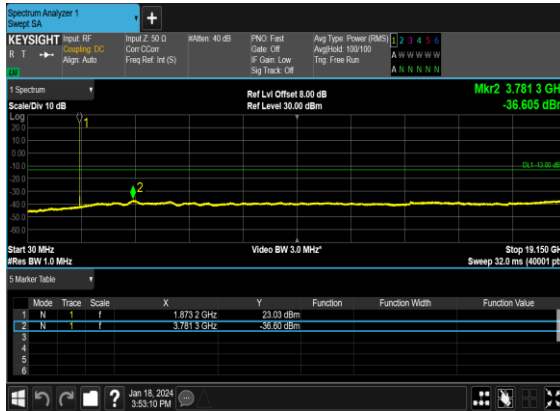 Spectrum Analyzer 1
Swept SA
KEYSIGHT
R T
Input: RF
Coupling: DC
Align: Auto
Input Z: 50 Ω
Corr CCorr
Freq Ref: Int (S)
#Atten: 40 dB
PNO: Fast
Gate: Off
IF Gain: Low
Sig Track: Off
Avg Type: Power (RMS)
Avg|Hold: 100/100
Trig: Free Run
1 2 3 4 5 6
A W W W W W
A N N N N N
1 Spectrum
Scale/Div 10 dB
Ref Lvl Offset 8.00 dB
Ref Level 30.00 dBm
Mkr2 3.781 3 GH
-36.605 dBm
Log
20.0
10.0
0.00
-10.0
-20.0
-30.0
-40.0
-50.0
-60.0
1
2
DL1 -13.00 dB
Start 30 MHz
#Res BW 1.0 MHz
Video BW 3.0 MHz*
Stop 19.150 GH
Sweep 32.0 ms (40001 pt
5 Marker Table
Mode Trace Scale X Y Function Function Width Function Value
1 N 1 f 1.873 2 GHz 23.03 dBm
2 N 1 f 3.781 3 GHz -36.60 dBm
3
4
5
6
Jan 18, 2024
3:53:10 PM